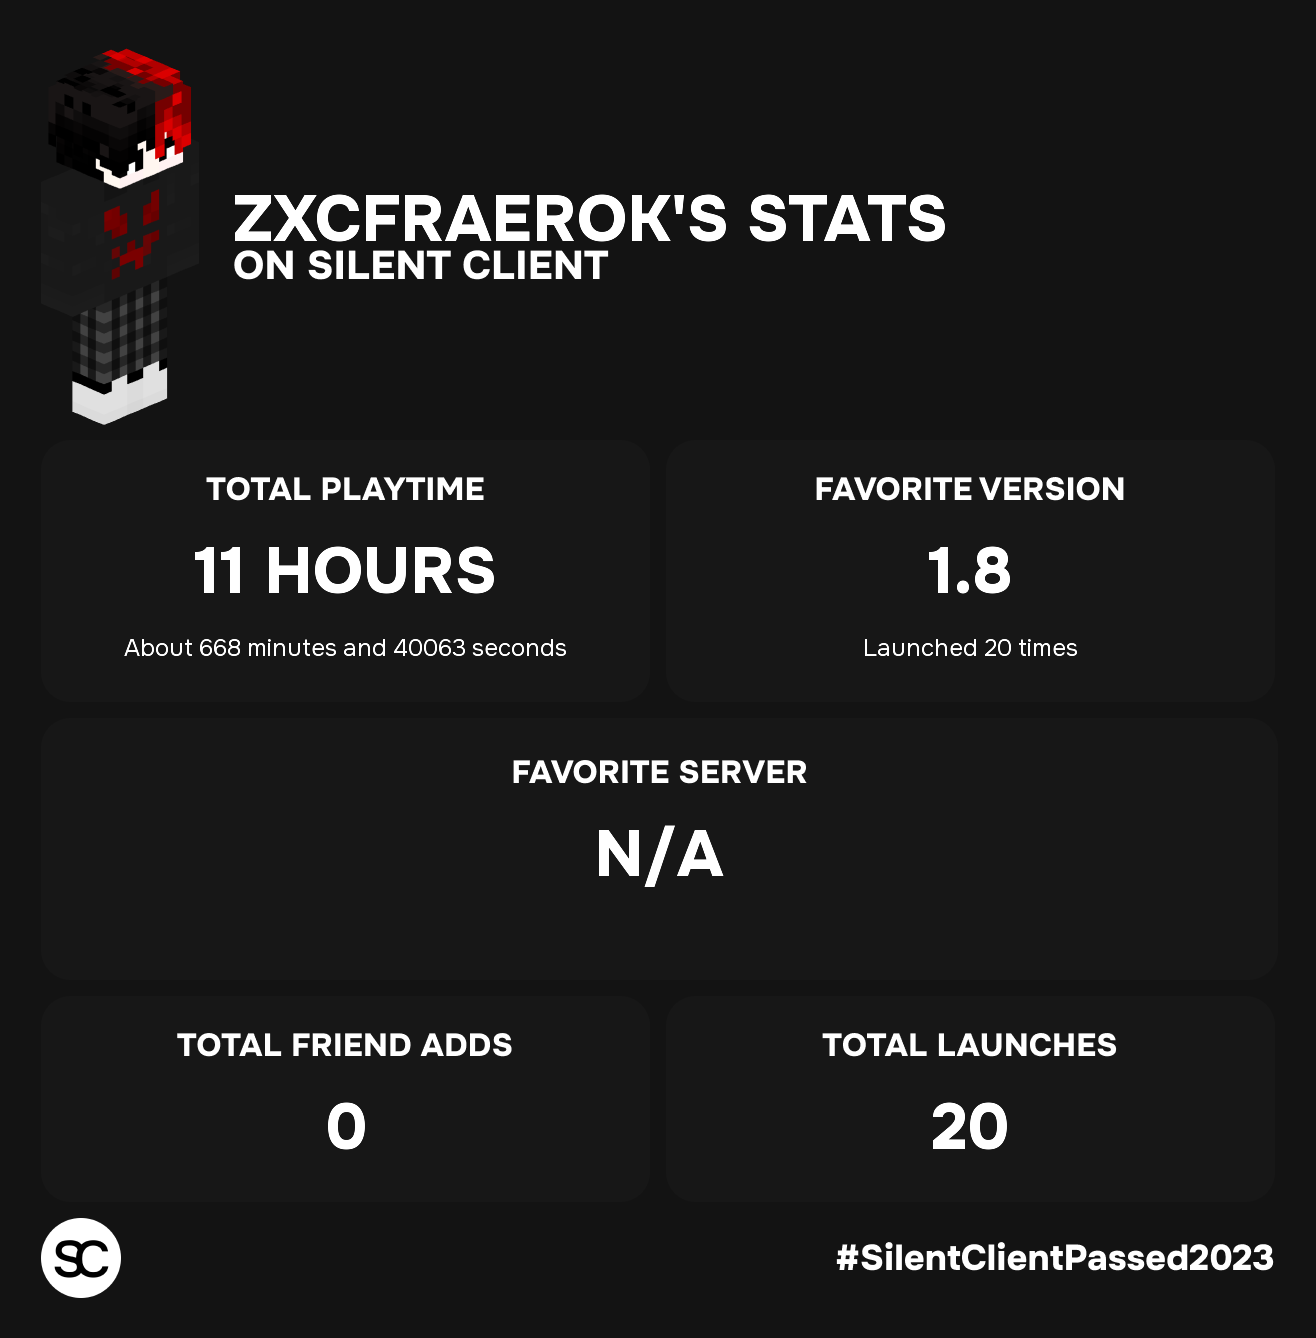 ZXCFRAEROK'S STATS
ON SILENT CLIENT
TOTAL PLAYTIME
11 HOURS
About 668 minutes and 40063 seconds
FAVORITE VERSION
1.8
Launched 20 times
FAVORITE SERVER
N/A
TOTAL FRIEND ADDS
0
TOTAL LAUNCHES
20
SC
#SilentClientPassed2023